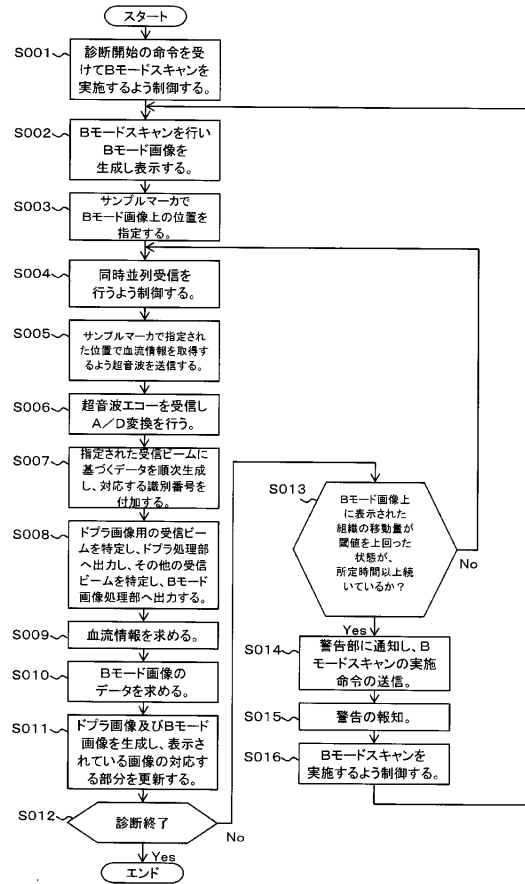 スタート
S001
診断開始の命令を受
けてBモードスキャンを
実施するよう制御する。
S002
Bモードスキャンを行い
Bモード画像を
生成し表示する。
S003
サンプルマーカで
Bモード画像上の位置を
指定する。
S004
同時並列受信を
行うよう制御する。
S005
サンプルマーカで指定され
た位置で血流情報を取得す
るよう超音波を送信する。
S006
超音波エコーを受信し
A/D変換を行う。
S007
指定された受信ビームに
基づくデータを順次生成
し、対応する識別番号を
付加する。
S008
ドプラ画像用の受信ビー
ムを特定し、ドプラ処理部
へ出力し、その他の受信
ビームを特定し、Bモード
画像処理部へ出力する。
S009
血流情報を求める。
S010
Bモード画像の
データを求める。
S011
ドプラ画像及びBモード
画像を生成し、表示され
ている画像の対応す
る部分を更新する。
S012
診断終了
No
Yes
エンド
S013
Bモード画像上
に表示された
組織の移動量が
閾値を上回った
状態が、
所定時間以上続
いているか?
No
Yes
S014
警告部に通知し、B
モードスキャンの実施
命令の送信。
S015
警告の報知。
S016
Bモードスキャンを
実施するよう制御する。